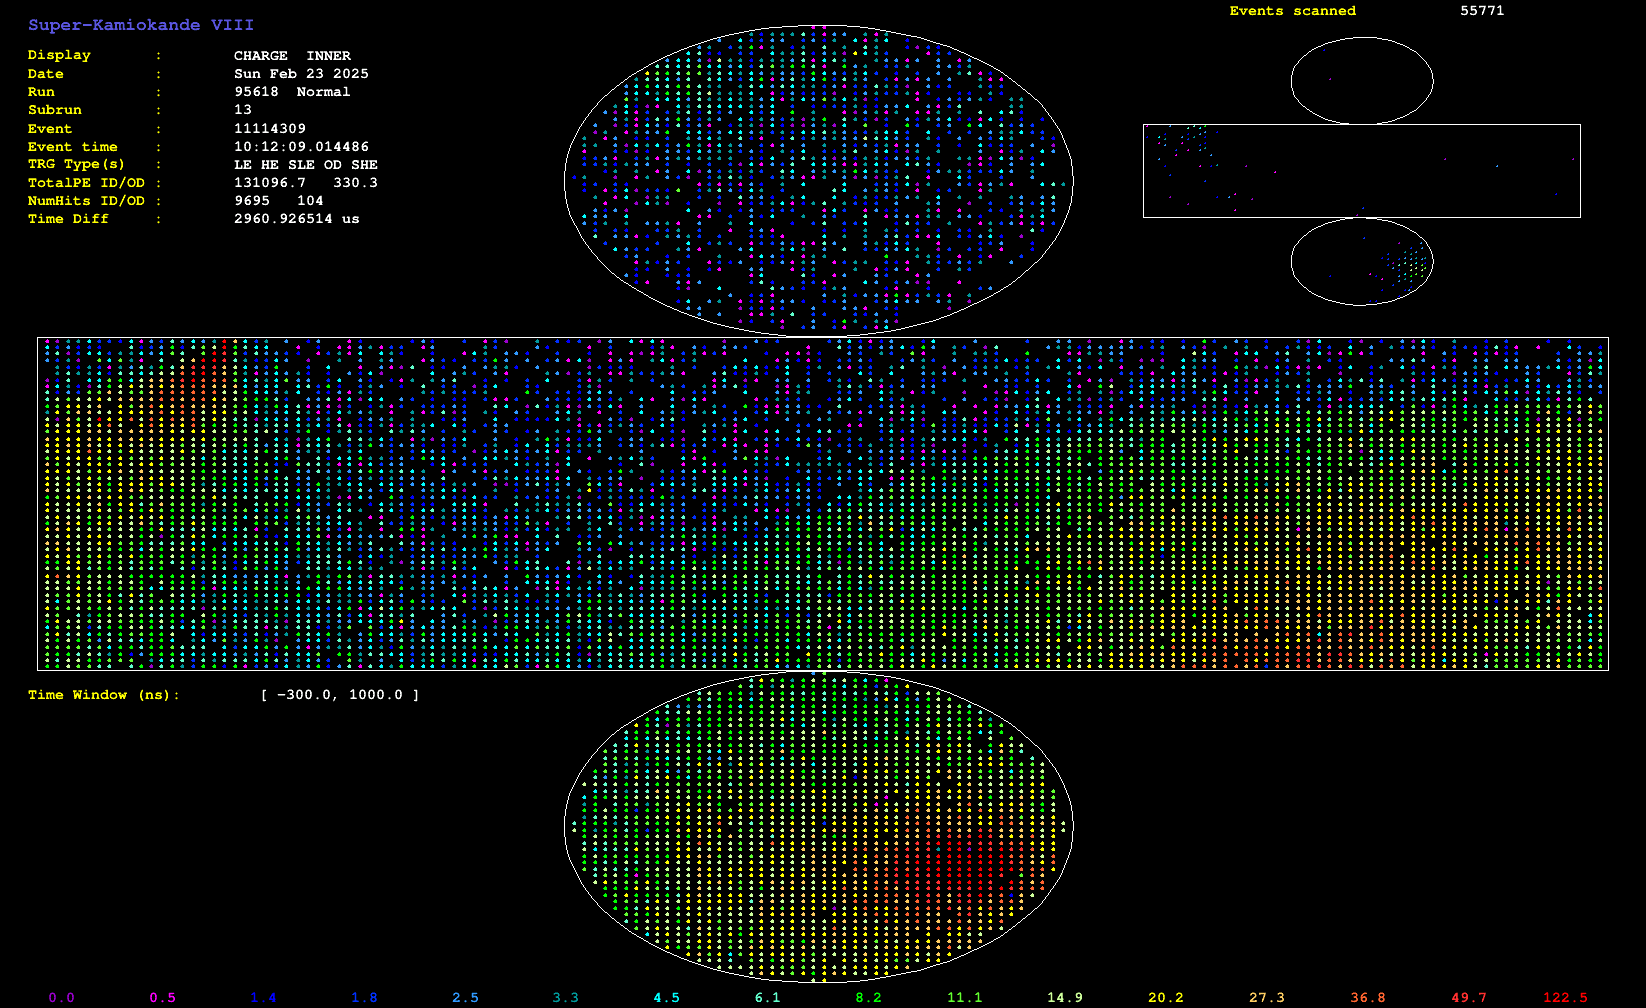 Super-Kamiokande VIII
Events scanned 55771
Display : CHARGE INNER
Date : Sun Feb 23 2025
Run : 95618 Normal
Subrun : 13
Event : 11114309
Event time : 10:12:09.014486
TRG Type(s) : LE HE SLE OD SHE
TotalPE ID/OD : 131096.7 330.3
NumHits ID/OD : 9695 104
Time Diff : 2960.926514 us
Time Window (ns): [ -300.0, 1000.0 ]
0.0 0.5 1.4 1.8 2.5 3.3 4.5 6.1 8.2 11.1 14.9 20.2 27.3 36.8 49.7 122.5